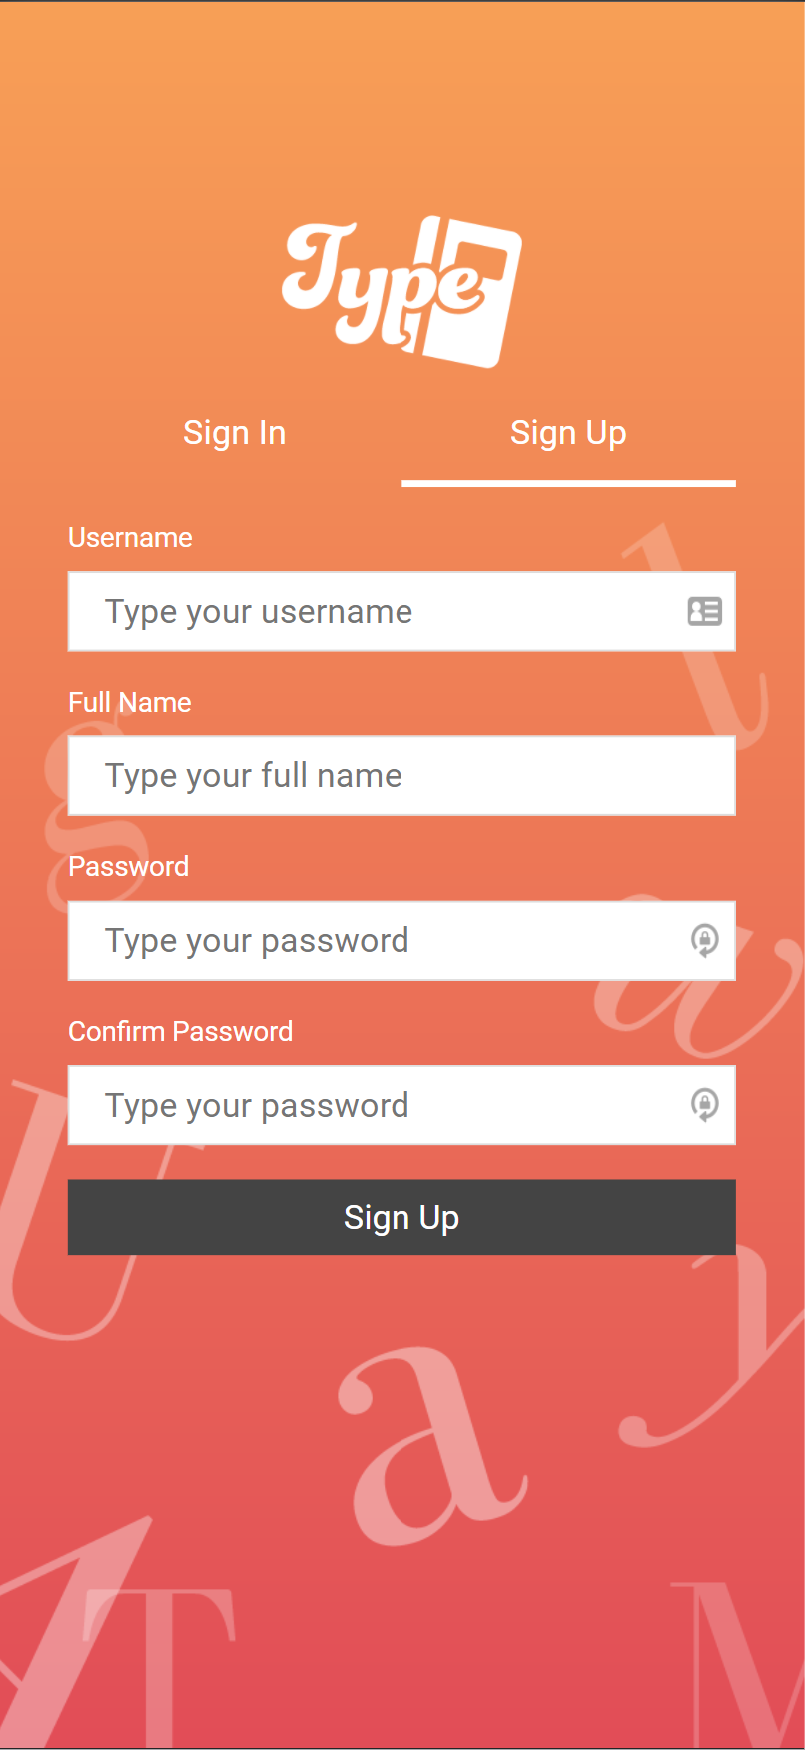 Type
Sign In Sign Up
Username
Type your username
Full Name
Type your full name
Password
Type your password
Confirm Password
Type your password
Sign Up
l
g
a
u
U
y
a
T
M